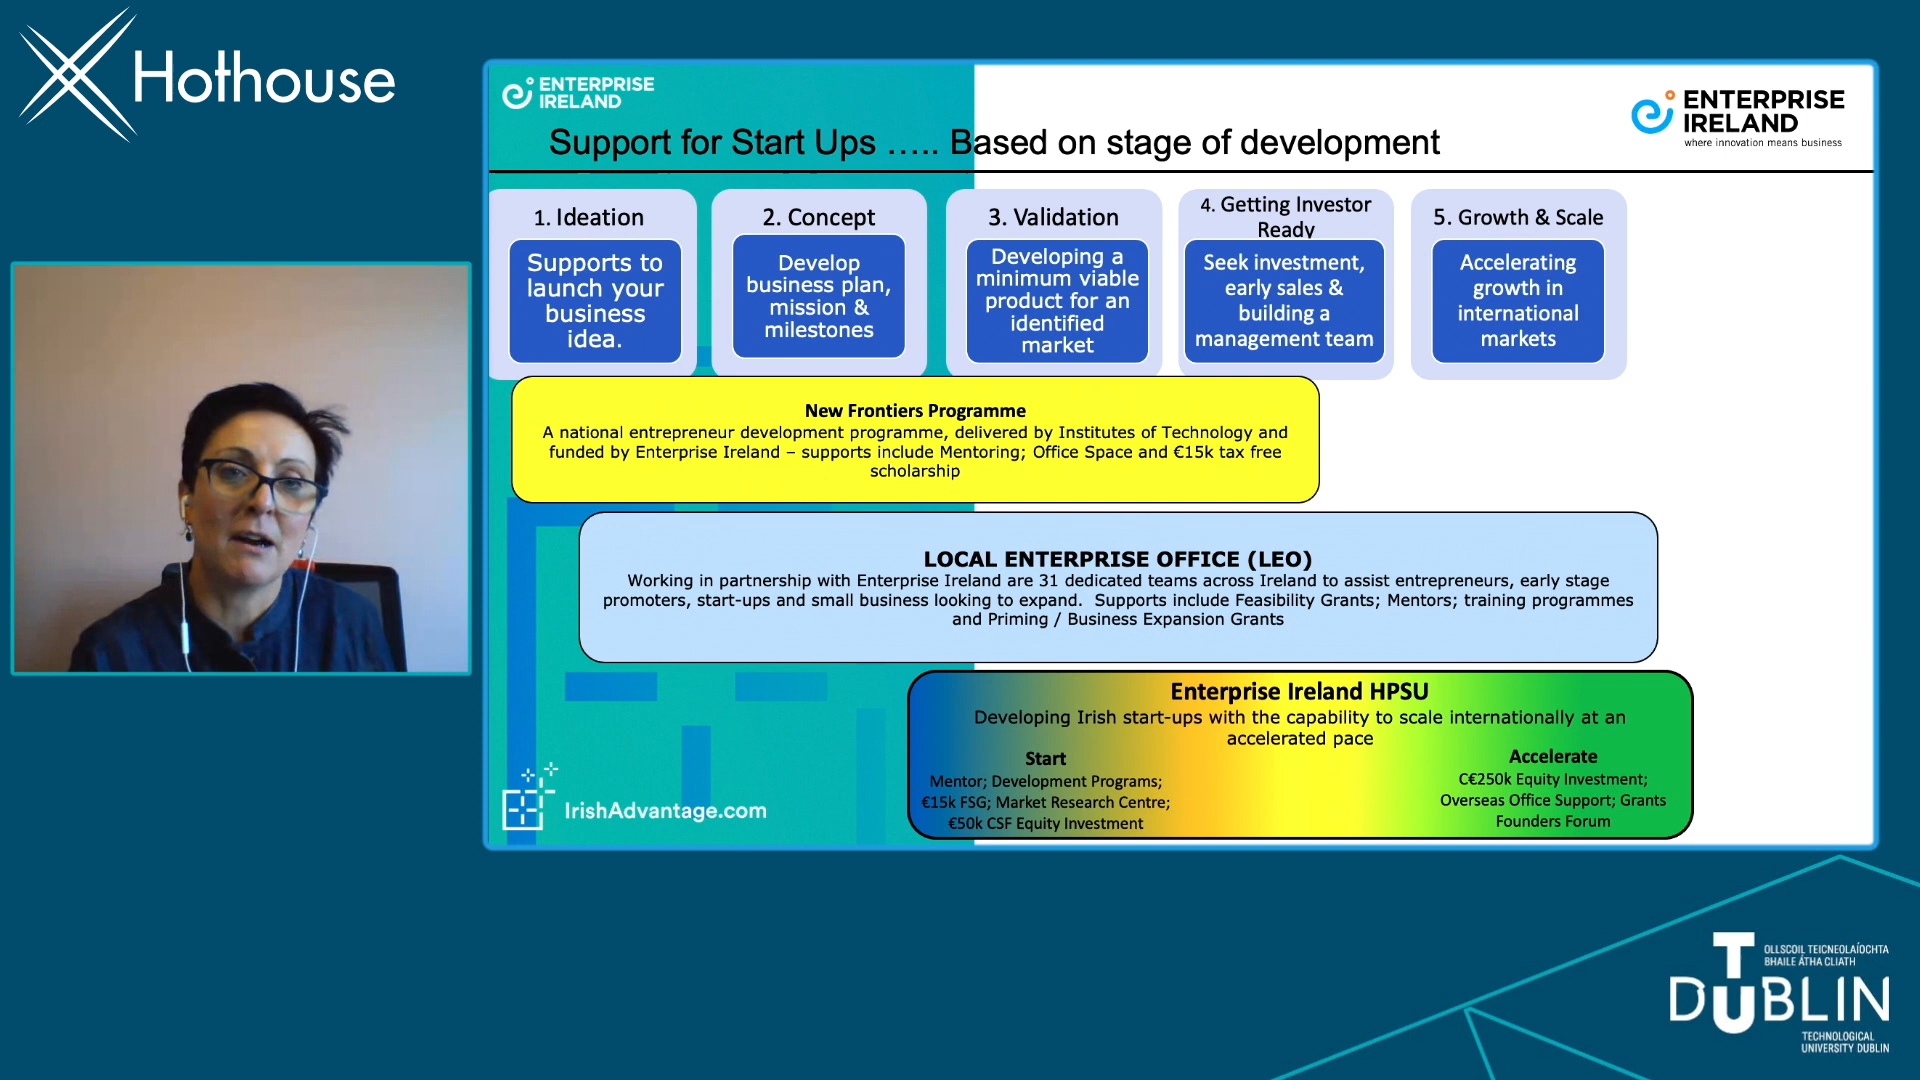 Hothouse
ENTERPRISE
IRELAND
ENTERPRISE
IRELAND
where innovation means business
Support for Start Ups ….. Based on stage of development
1. Ideation
Supports to
launch your
business
idea.
2. Concept
Develop
business plan,
mission &
milestones
3. Validation
Developing a
minimum viable
product for an
identified
market
4. Getting Investor
Ready
Seek investment,
early sales &
building a
management team
5. Growth & Scale
Accelerating
growth in
international
markets
New Frontiers Programme
A national entrepreneur development programme, delivered by Institutes of Technology and
funded by Enterprise Ireland – supports include Mentoring; Office Space and €15k tax free
scholarship
LOCAL ENTERPRISE OFFICE (LEO)
Working in partnership with Enterprise Ireland are 31 dedicated teams across Ireland to assist entrepreneurs, early stage
promoters, start-ups and small business looking to expand. Supports include Feasibility Grants; Mentors; training programmes
and Priming / Business Expansion Grants
Enterprise Ireland HPSU
Developing Irish start-ups with the capability to scale internationally at an
accelerated pace
Start
Mentor; Development Programs;
€15k FSG; Market Research Centre;
€50k CSF Equity Investment
Accelerate
C€250k Equity Investment;
Overseas Office Support; Grants
Founders Forum
IrishAdvantage.com
OLLSCOIL TEICNEOLAÍOCHTA
BHAILE ÁTHA CLIATH
TU DUBLIN
TECHNOLOGICAL
UNIVERSITY DUBLIN